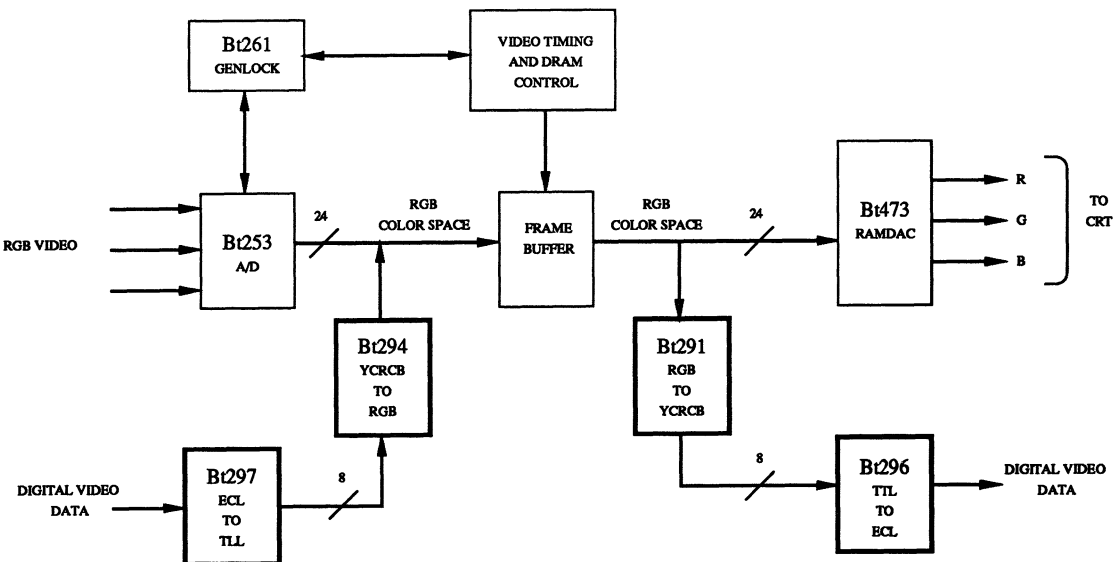 Bt261
GENLOCK
VIDEO TIMING
AND DRAM
CONTROL
RGB VIDEO
Bt253
A/D
24
RGB
COLOR SPACE
FRAME
BUFFER
RGB
COLOR SPACE
24
Bt473
RAMDAC
R
G
B
TO
CRT
Bt294
YCRCB
TO
RGB
Bt291
RGB
TO
YCRCB
DIGITAL VIDEO
DATA
Bt297
ECL
TO
TLL
8
8
Bt296
TTL
TO
ECL
DIGITAL VIDEO
DATA